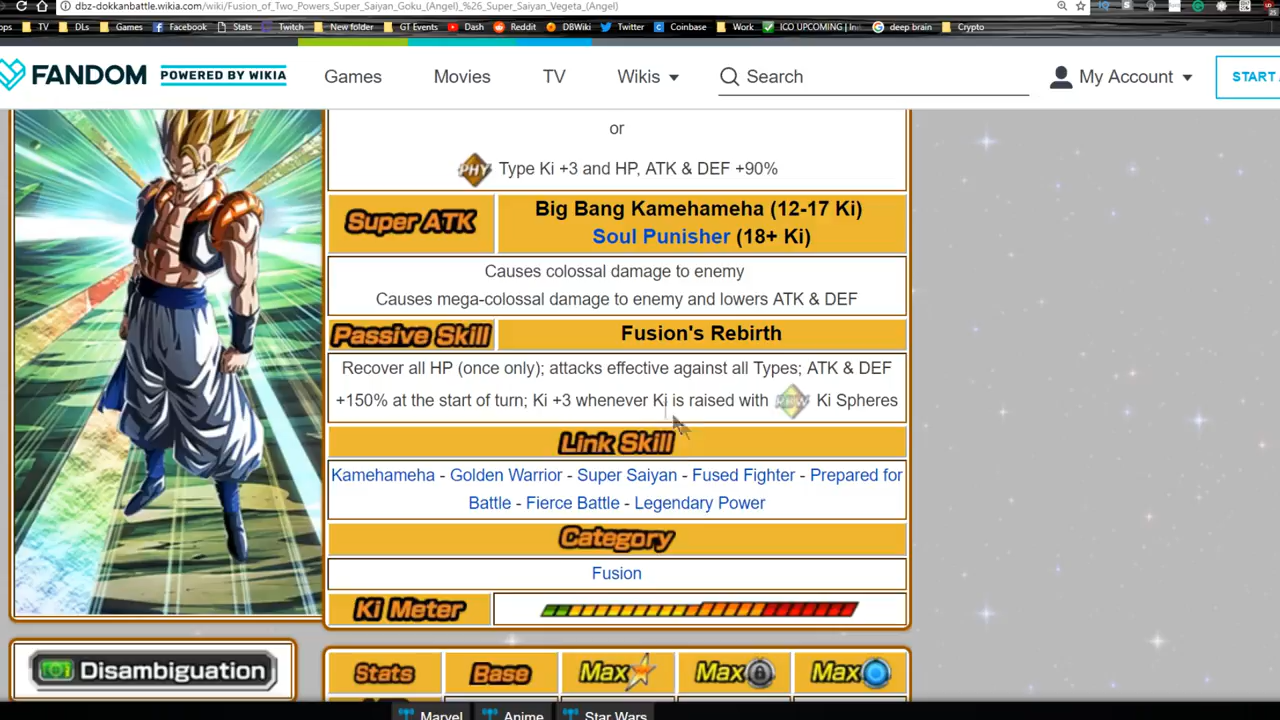 dbz-dokkanbattle.wikia.com/wiki/Fusion_of_Two_Powers_Super_Saiyan_Goku_(Angel)_%26_Super_Saiyan_Vegeta_(Angel)
TV DLs Games Facebook Stats Twitch New folder GT Events Dash Reddit DBWiki Twitter Coinbase Work ICO UPCOMING | In deep brain Crypto
FANDOM POWERED BY WIKIA Games Movies TV Wikis Search My Account START A
or
PHY Type Ki +3 and HP, ATK & DEF +90%
Super ATK Big Bang Kamehameha (12-17 Ki)
Soul Punisher (18+ Ki)
Causes colossal damage to enemy
Causes mega-colossal damage to enemy and lowers ATK & DEF
Passive Skill Fusion's Rebirth
Recover all HP (once only); attacks effective against all Types; ATK & DEF
+150% at the start of turn; Ki +3 whenever Ki is raised with Ki Spheres
Link Skill
Kamehameha - Golden Warrior - Super Saiyan - Fused Fighter - Prepared for
Battle - Fierce Battle - Legendary Power
Category
Fusion
Ki Meter
Disambiguation
Stats Base Max Max Max
Marvel Anime Star Wars